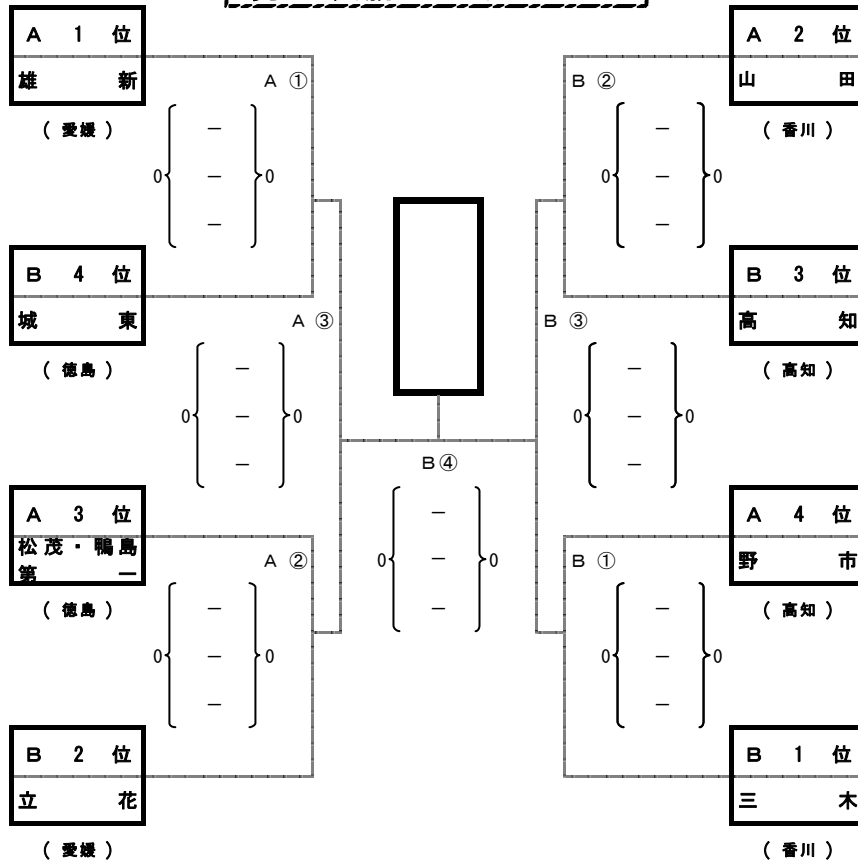 A 1 位
雄 新
( 愛媛 )
A ①
－
0 － 0
－
B 4 位
城 東
( 徳島 )
A ③
－
0 － 0
－
A 3 位
松茂・鴨島
第 一
( 徳島 )
A ②
－
0 － 0
－
B 2 位
立 花
( 愛媛 )
B④
－
0 － 0
－
A 2 位
山 田
( 香川 )
B ②
－
0 － 0
－
B 3 位
高 知
( 高知 )
B ③
－
0 － 0
－
A 4 位
野 市
( 高知 )
B ①
－
0 － 0
－
B 1 位
三 木
( 香川 )